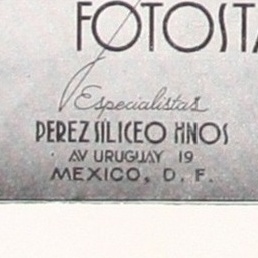 FOTOSTA
Especialistas
PEREZ SILICEO HNOS
AV URUGUAY 19
MEXICO, D. F.